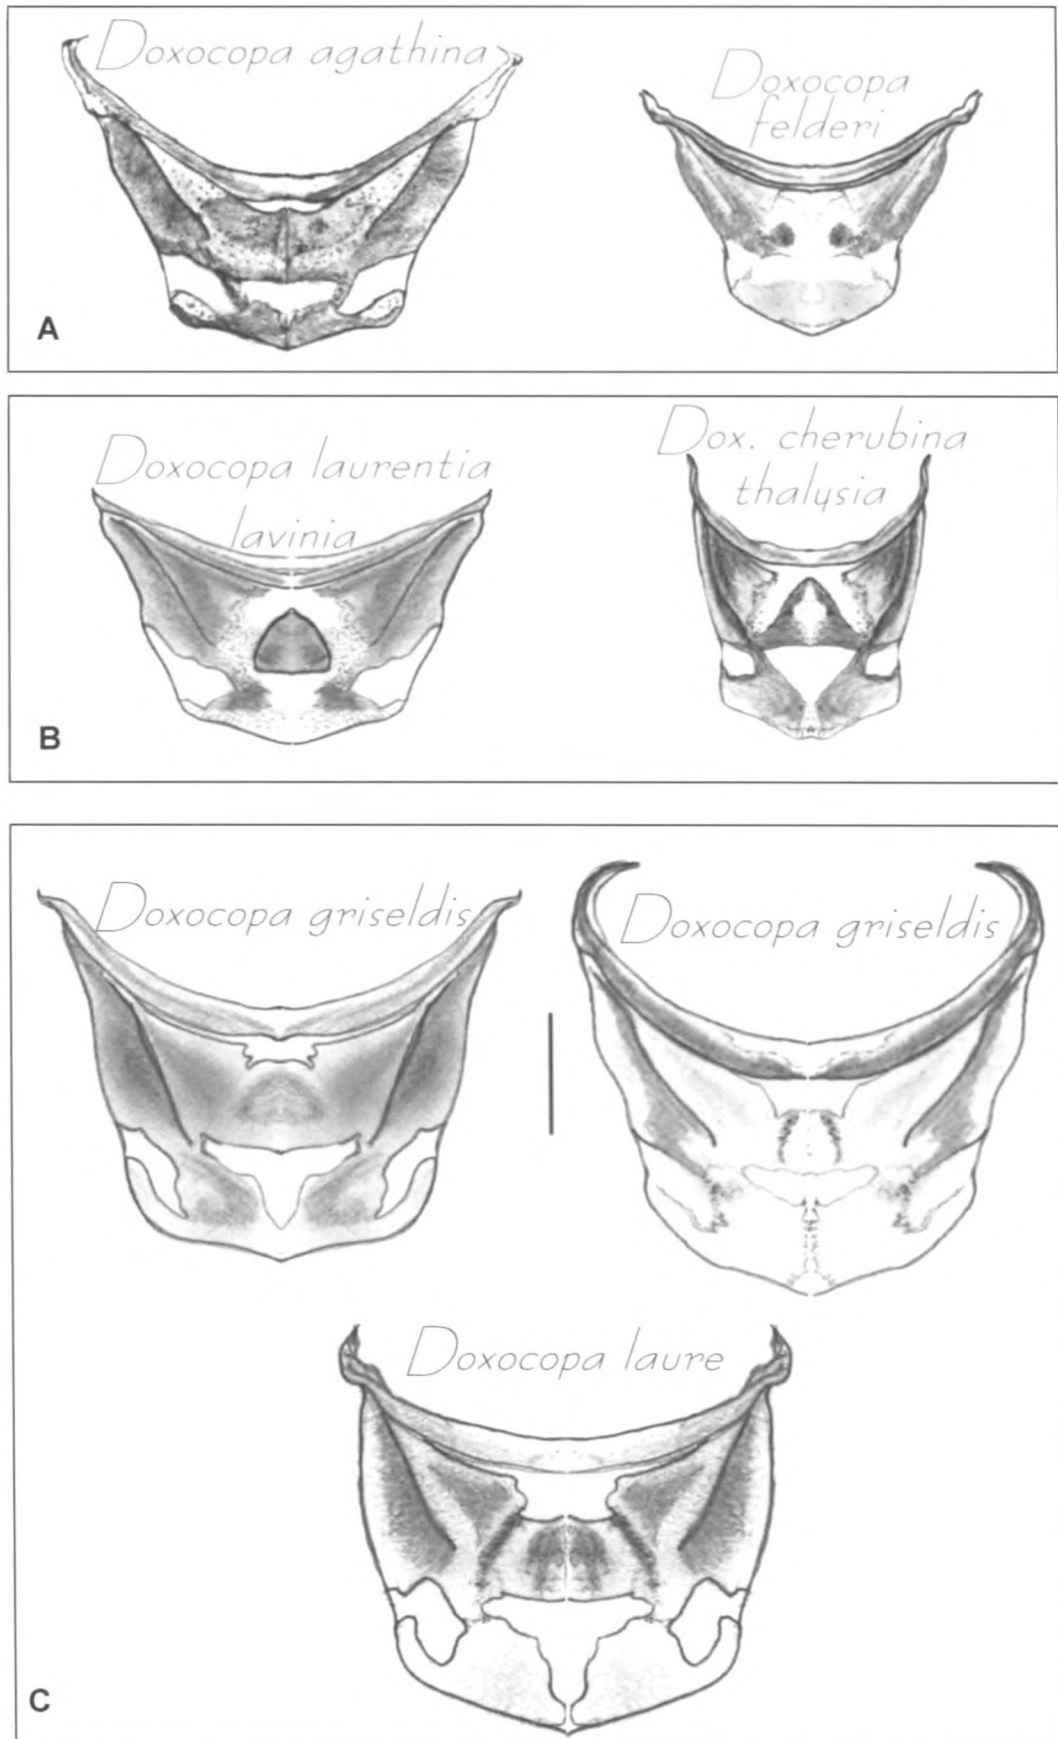 Doxocopa agathina
Doxocopa
felderi
A
Doxocopa laurentia
lavinia
Dox. cherubina
thalysia
B
Doxocopa griseldis
Doxocopa griseldis
Doxocopa laure
C